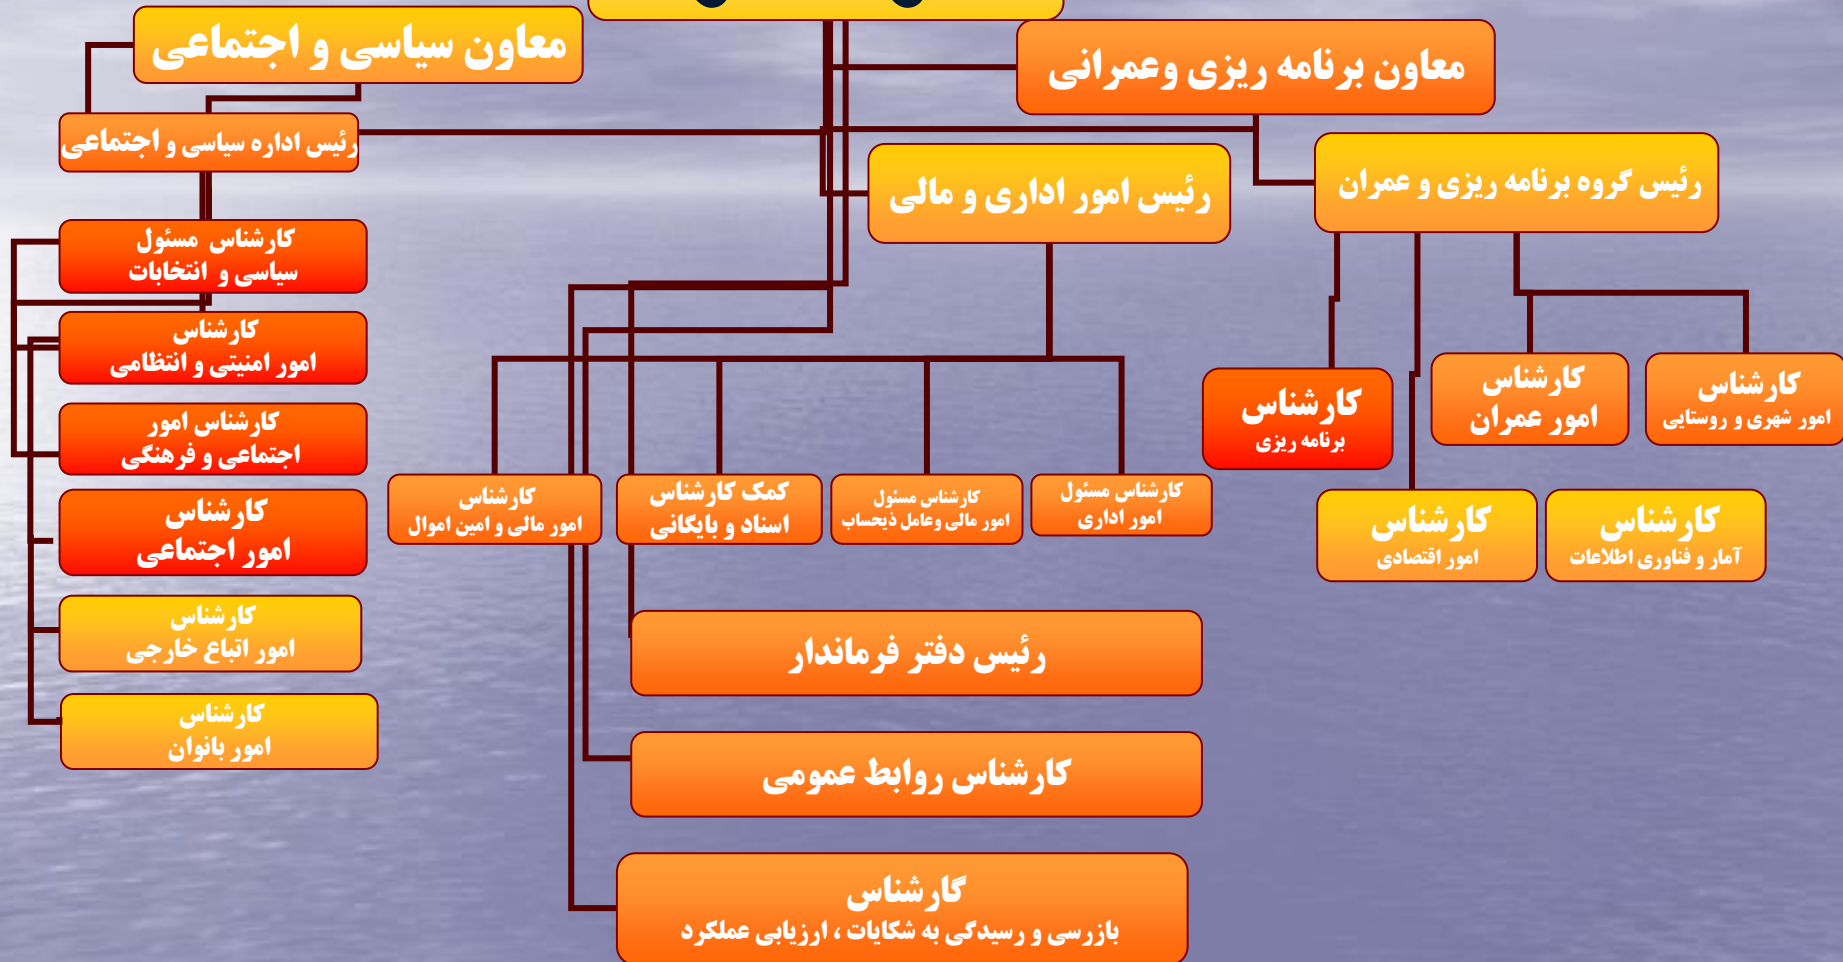 معاون سیاسی و اجتماعی
معاون برنامه ریزی وعمرانی
رئیس اداره سیاسی و اجتماعی
رئیس امور اداری و مالی
رئیس گروه برنامه ریزی و عمران
کارشناس مسئول
سیاسی و انتخابات
کارشناس
امور امنیتی و انتظامی
کارشناس امور
اجتماعی و فرهنگی
کارشناس
امور اجتماعی
کارشناس
امور اتباع خارجی
کارشناس
امور بانوان
کارشناس
امور شهری و روستایی
کارشناس
امور عمران
کارشناس
برنامه ریزی
کارشناس
آمار و فناوری اطلاعات
کارشناس
امور اقتصادی
کارشناس مسئول
امور اداری
کارشناس مسئول
امور مالی وعامل ذیحساب
کمک کارشناس
اسناد و بایگانی
کارشناس
امور مالی و امین اموال
رئیس دفتر فرماندار
کارشناس روابط عمومی
گارشناس
بازرسی و رسیدگی به شکایات ، ارزیابی عملکرد